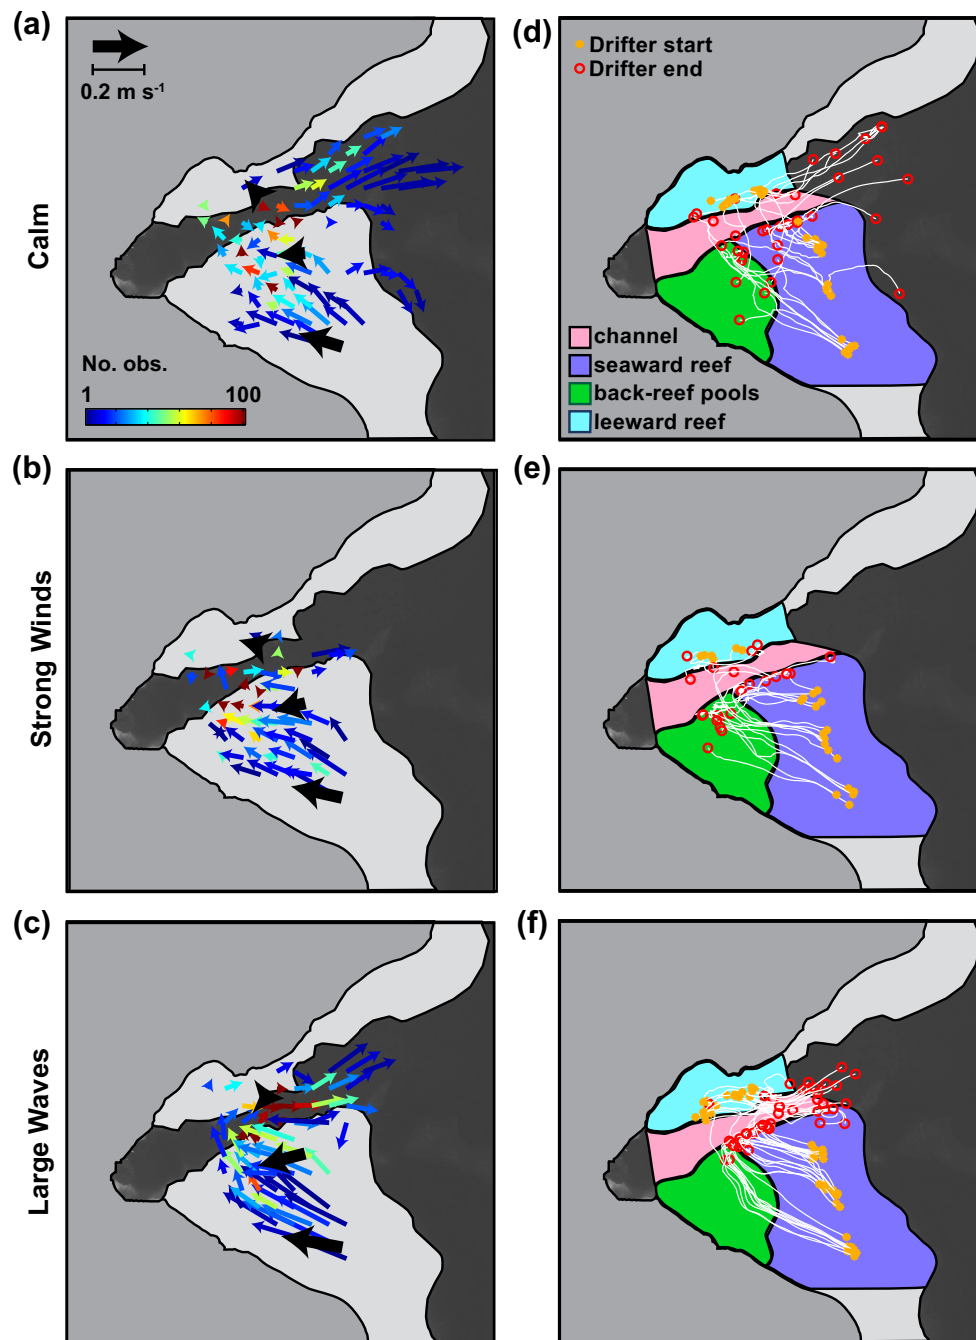 (a)
0.2 m s⁻¹
Calm
No. obs.
1 100
(d)
Drifter start
Drifter end
channel
seaward reef
back-reef pools
leeward reef
(b)
Strong Winds
(e)
(c)
Large Waves
(f)